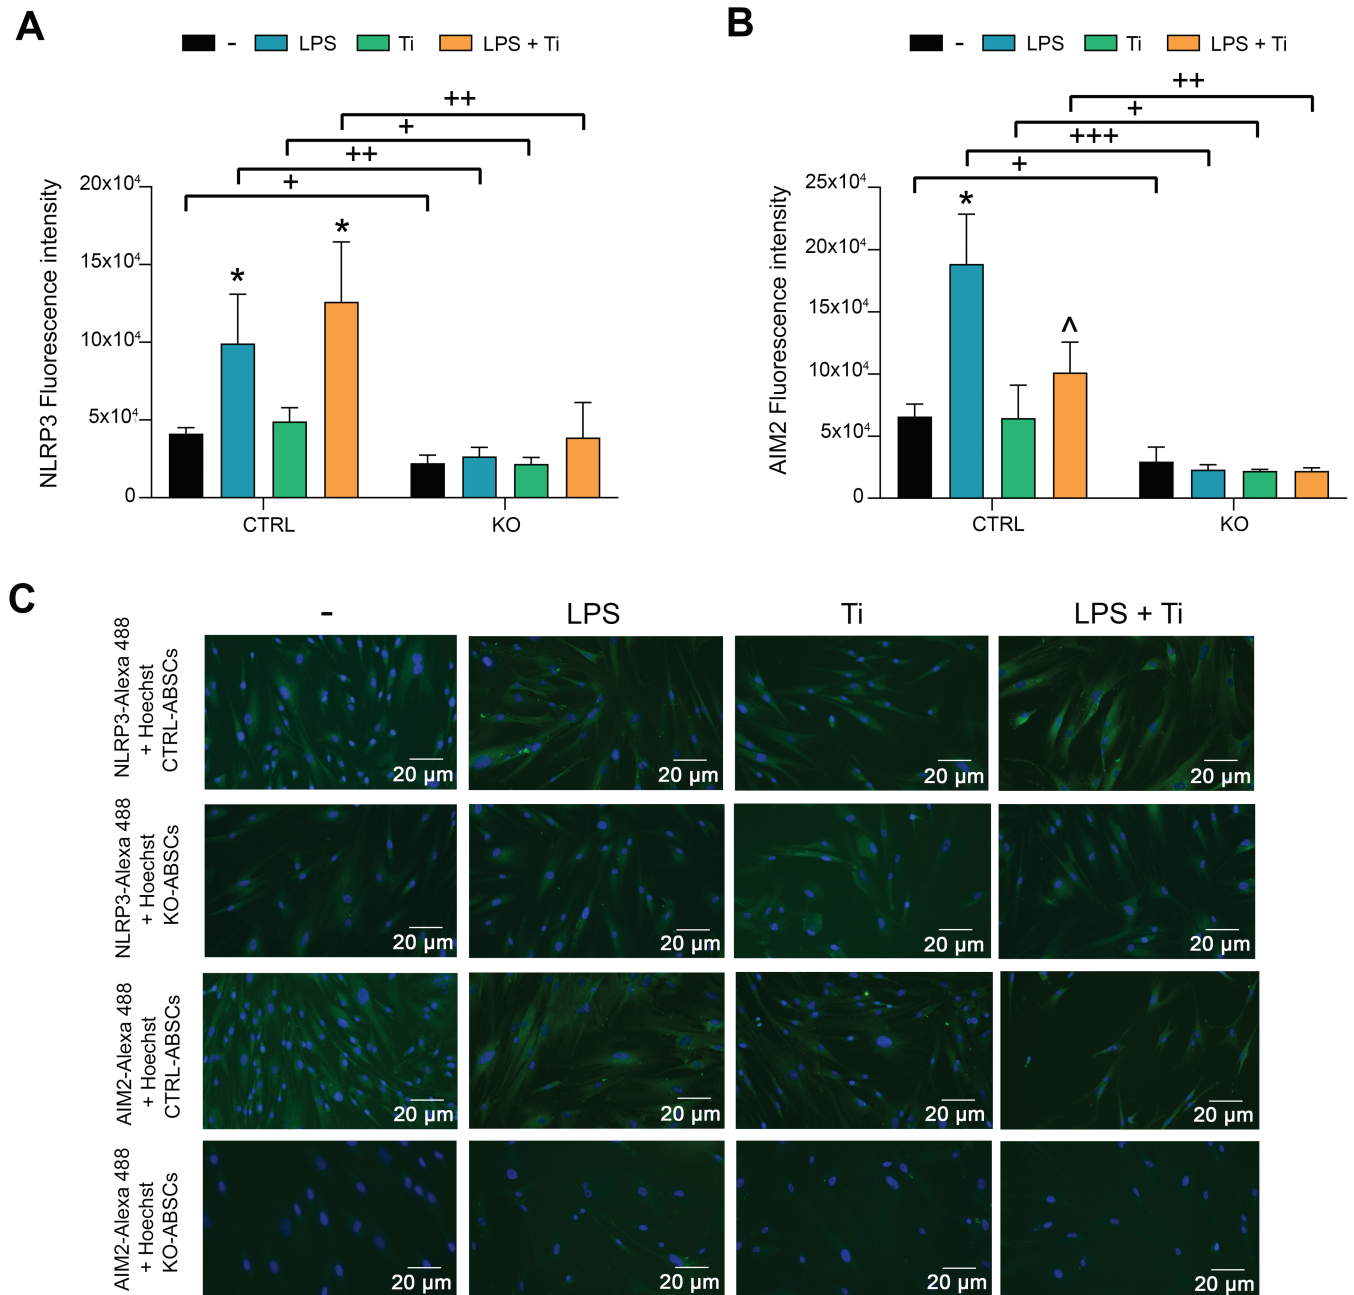 A
- LPS Ti LPS + Ti
++
+
++
+
NLRP3 Fluorescence intensity
20x10⁴
15x10⁴
10x10⁴
5x10⁴
0
*
*
CTRL KO
B
- LPS Ti LPS + Ti
++
+
+++
+
AIM2 Fluorescence intensity
25x10⁴
20x10⁴
15x10⁴
10x10⁴
5x10⁴
0
*
^
CTRL KO
C
- LPS Ti LPS + Ti
NLRP3-Alexa 488
+ Hoechst
CTRL-ABSCs
20 µm 20 µm 20 µm 20 µm
NLRP3-Alexa 488
+ Hoechst
KO-ABSCs
20 µm 20 µm 20 µm 20 µm
AIM2-Alexa 488
+ Hoechst
CTRL-ABSCs
20 µm 20 µm 20 µm 20 µm
AIM2-Alexa 488
+ Hoechst
KO-ABSCs
20 µm 20 µm 20 µm 20 µm